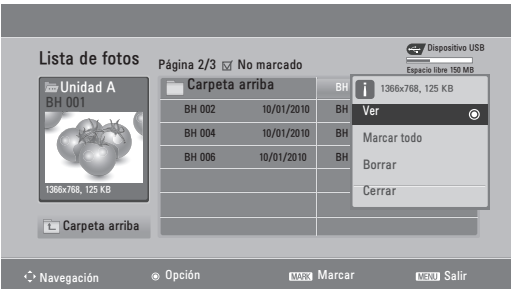 Lista de fotos
Página 2/3 No marcado
Dispositivo USB
Espacio libre 150 MB
Unidad A
BH 001
1366x768, 125 KB
Carpeta arriba
Carpeta arriba
BH
BH 002 10/01/2010 BH
BH 004 10/01/2010 BH
BH 006 10/01/2010 BH
1366x768, 125 KB
Ver
Marcar todo
Borrar
Cerrar
Navegación
Opción
MARK Marcar
MENU Salir